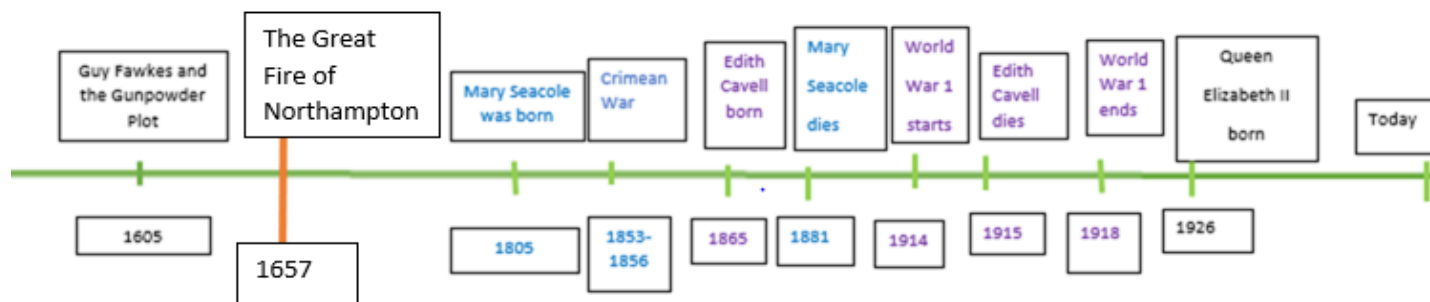 Guy Fawkes and
the Gunpowder
Plot
The Great
Fire of
Northampton
Mary Seacole
was born
Crimean
War
Edith
Cavell
born
Mary
Seacole
dies
World
War 1
starts
Edith
Cavell
dies
World
War 1
ends
Queen
Elizabeth II
born
Today
1605
1657
1805
1853-
1856
1865
1881
1914
1915
1918
1926